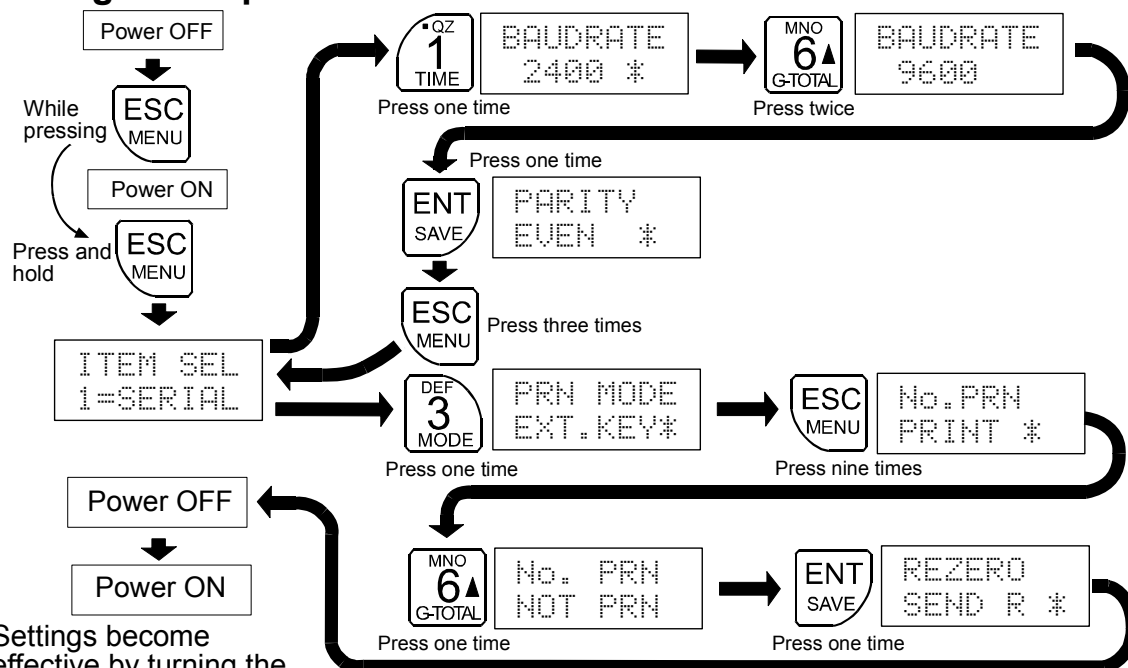 Power OFF
While
pressing
ESC
MENU
Power ON
Press and
hold
ESC
MENU
ITEM SEL
1=SERIAL
QZ
1
TIME
Press one time
BAUDRATE
2400 *
MNO
6▲
G-TOTAL
Press twice
BAUDRATE
9600
Press one time
ENT
SAVE
PARITY
EVEN *
ESC
MENU
Press three times
DEF
3
MODE
Press one time
PRN MODE
EXT.KEY*
ESC
MENU
Press nine times
No.PRN
PRINT *
MNO
6▲
G-TOTAL
Press one time
No. PRN
NOT PRN
ENT
SAVE
Press one time
REZERO
SEND R *
Power OFF
Power ON
Settings become
effective by turning the